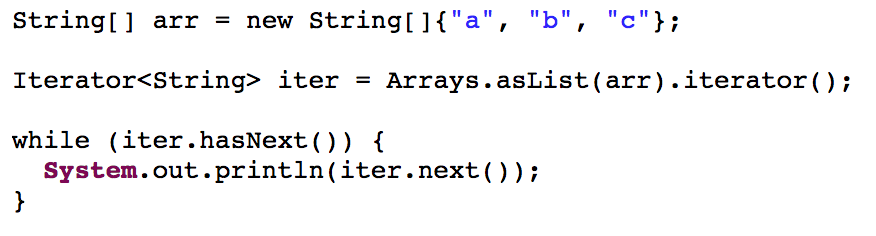 String[] arr = new String[]{"a", "b", "c"};
Iterator<String> iter = Arrays.asList(arr).iterator();
while (iter.hasNext()) {
  System.out.println(iter.next());
}